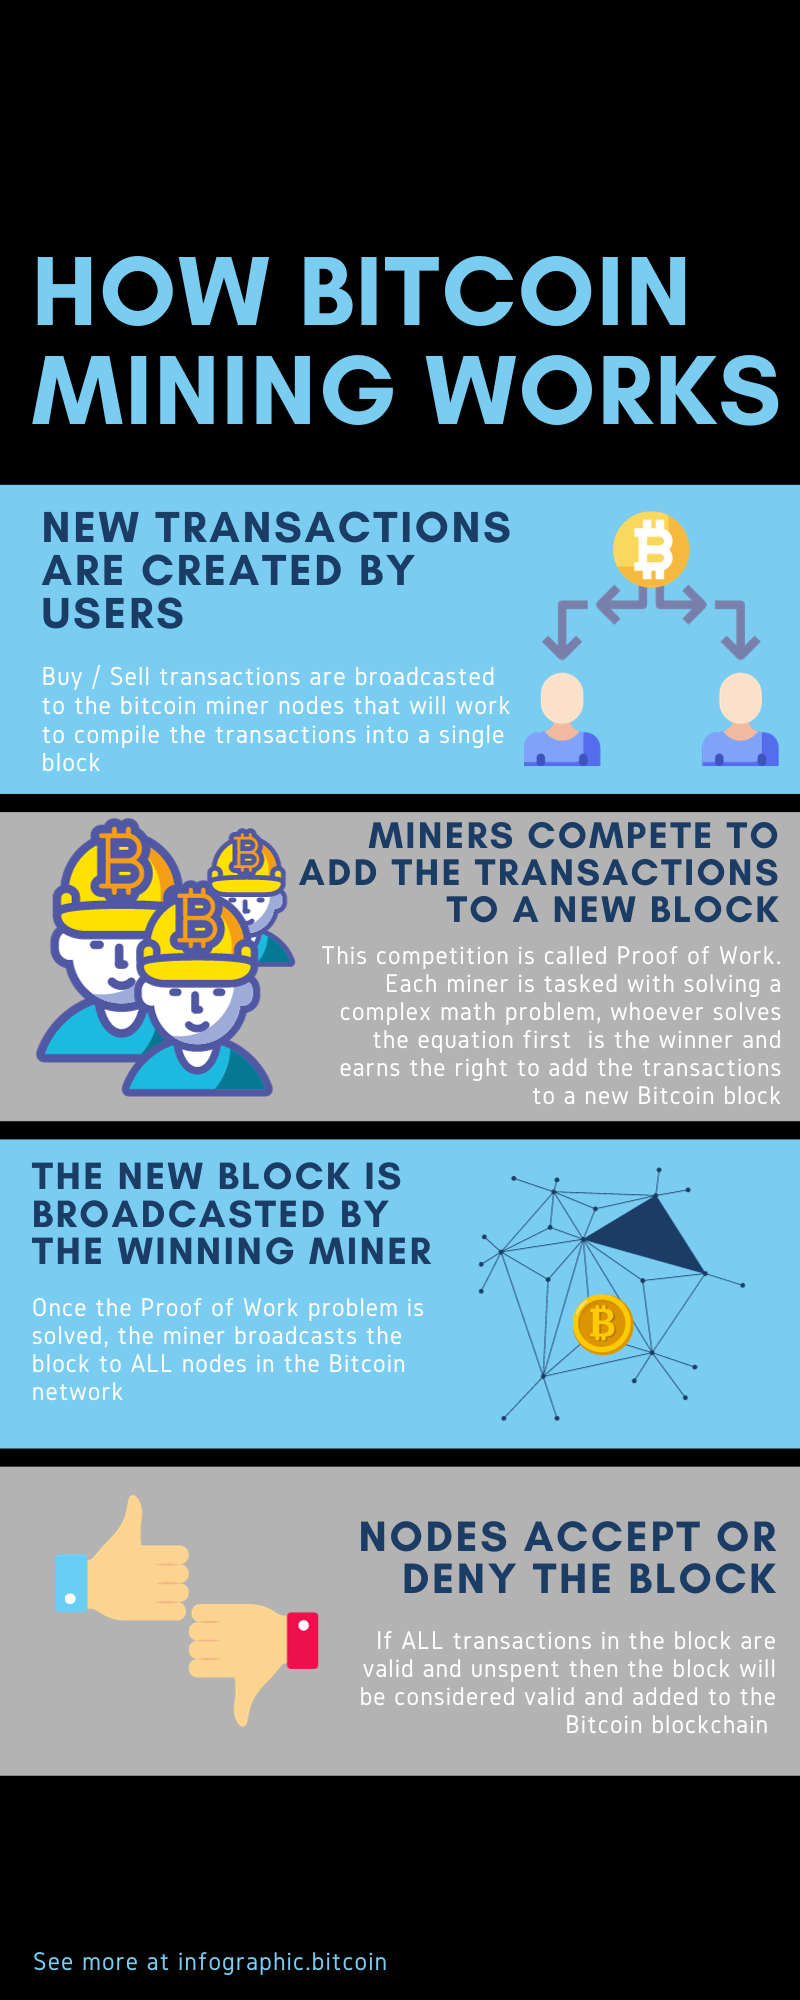 HOW BITCOIN
MINING WORKS
NEW TRANSACTIONS
ARE CREATED BY
USERS
Buy / Sell transactions are broadcasted
to the bitcoin miner nodes that will work
to compile the transactions into a single
block
MINERS COMPETE TO
ADD THE TRANSACTIONS
TO A NEW BLOCK
This competition is called Proof of Work.
Each miner is tasked with solving a
complex math problem, whoever solves
the equation first  is the winner and
earns the right to add the transactions
to a new Bitcoin block
THE NEW BLOCK IS
BROADCASTED BY
THE WINNING MINER
Once the Proof of Work problem is
solved, the miner broadcasts the
block to ALL nodes in the Bitcoin
network
NODES ACCEPT OR
DENY THE BLOCK
If ALL transactions in the block are
valid and unspent then the block will
be considered valid and added to the
Bitcoin blockchain
See more at infographic.bitcoin